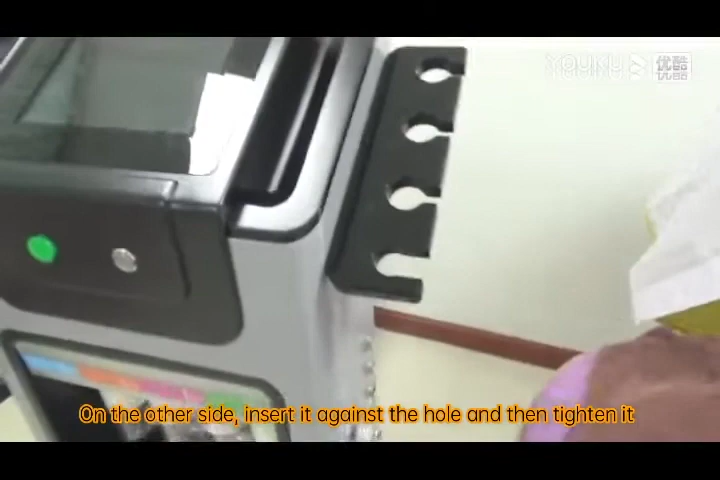 YOUKU 优酷
On the other side, insert it against the hole and then tighten it